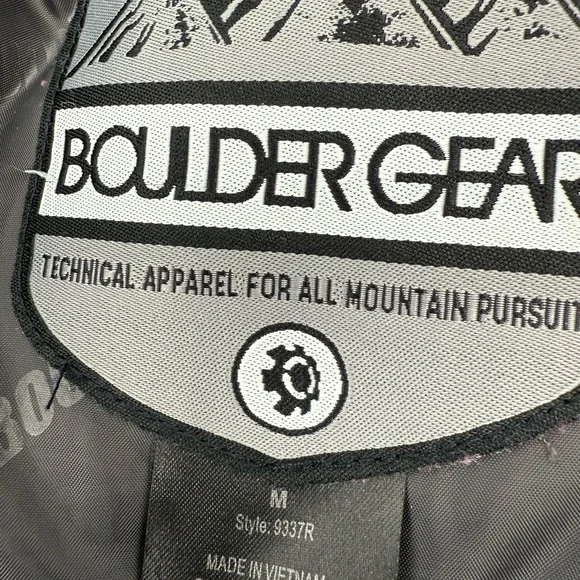 BOULDER GEAR
TECHNICAL APPAREL FOR ALL MOUNTAIN PURSUIT
M
Style: 9337R
MADE IN VIETNAM